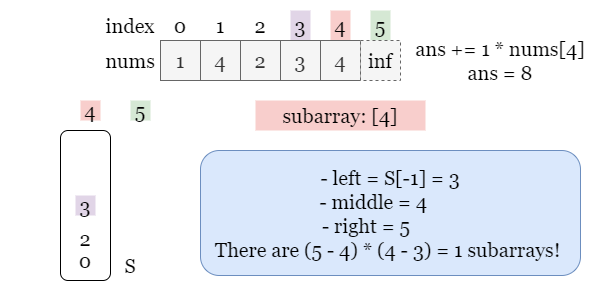 index 0 1 2 3 4 5
nums 1 4 2 3 4 inf
ans += 1 * nums[4]
ans = 8
4 5
subarray: [4]
3
2
0
S
- left = S[-1] = 3
- middle = 4
- right = 5
There are (5 - 4) * (4 - 3) = 1 subarrays!